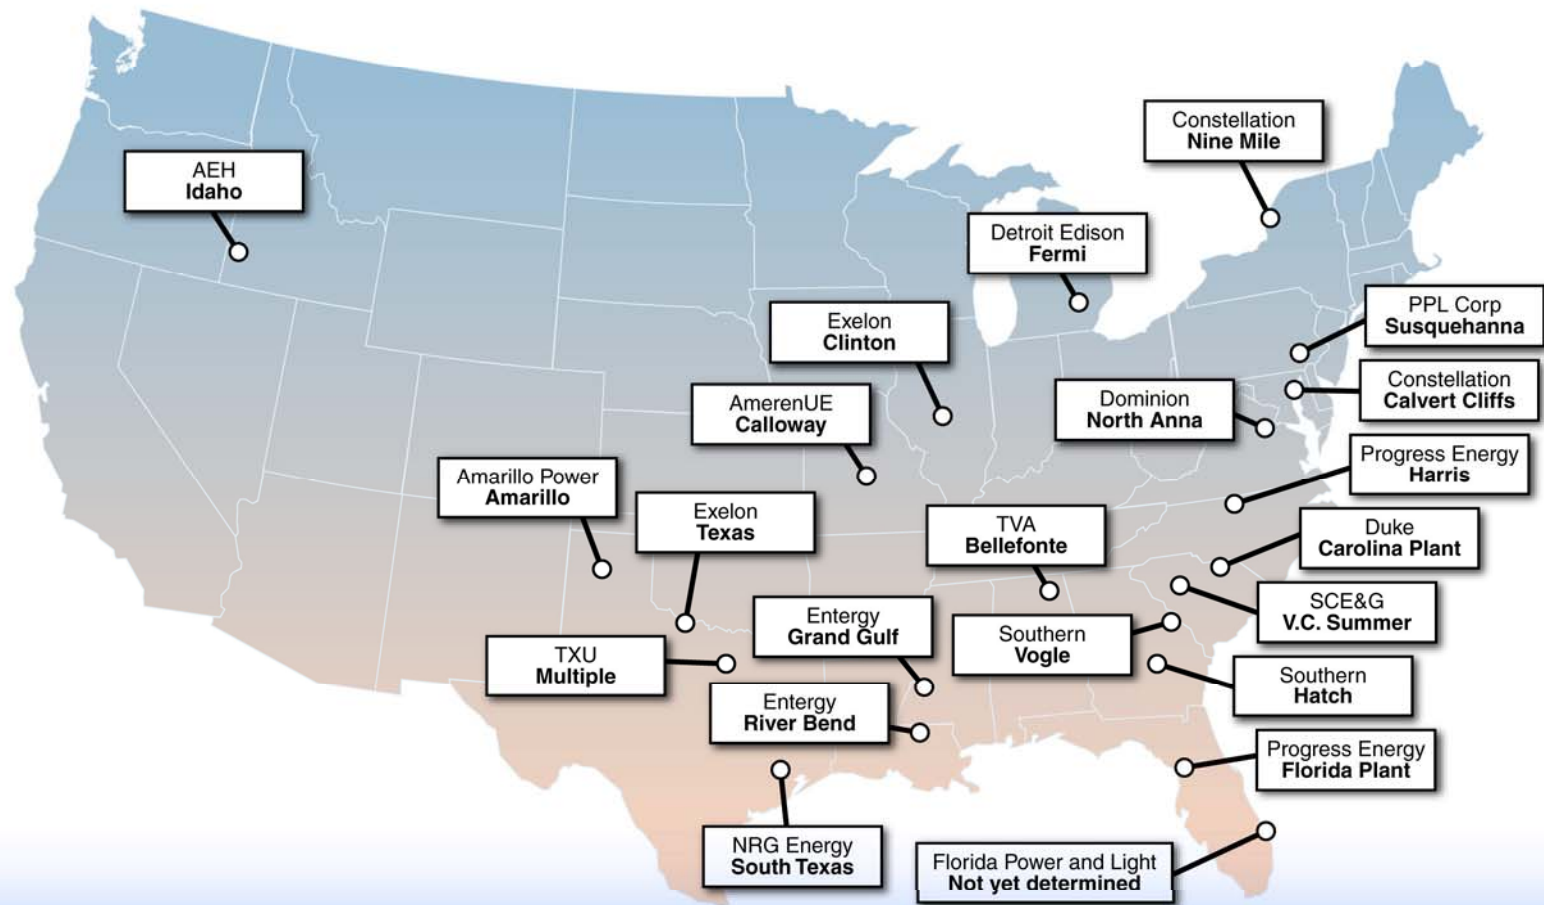 Constellation
Nine Mile
AEH
Idaho
Detroit Edison
Fermi
PPL Corp
Susquehanna
Exelon
Clinton
Constellation
Calvert Cliffs
Dominion
North Anna
AmerenUE
Calloway
Progress Energy
Harris
Amarillo Power
Amarillo
Exelon
Texas
TVA
Bellefonte
Duke
Carolina Plant
SCE&G
V.C. Summer
Entergy
Grand Gulf
Southern
Vogle
TXU
Multiple
Southern
Hatch
Entergy
River Bend
Progress Energy
Florida Plant
NRG Energy
South Texas
Florida Power and Light
Not yet determined